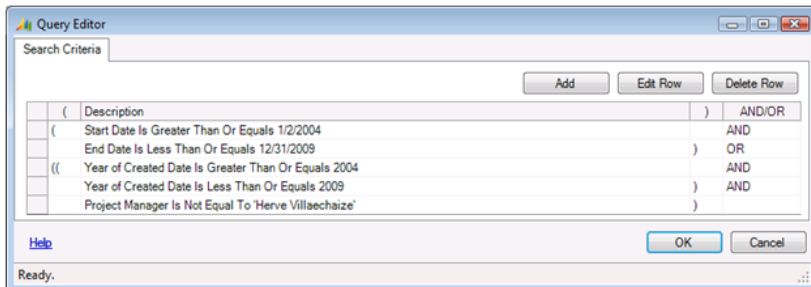 Query Editor
Search Criteria
Add Edit Row Delete Row
( Description ) AND/OR
( Start Date Is Greater Than Or Equals 1/2/2004 AND
End Date Is Less Than Or Equals 12/31/2009 ) OR
(( Year of Created Date Is Greater Than Or Equals 2004 AND
Year of Created Date Is Less Than Or Equals 2009 ) AND
Project Manager Is Not Equal To 'Herve Villaechaize' )
Help OK Cancel
Ready.